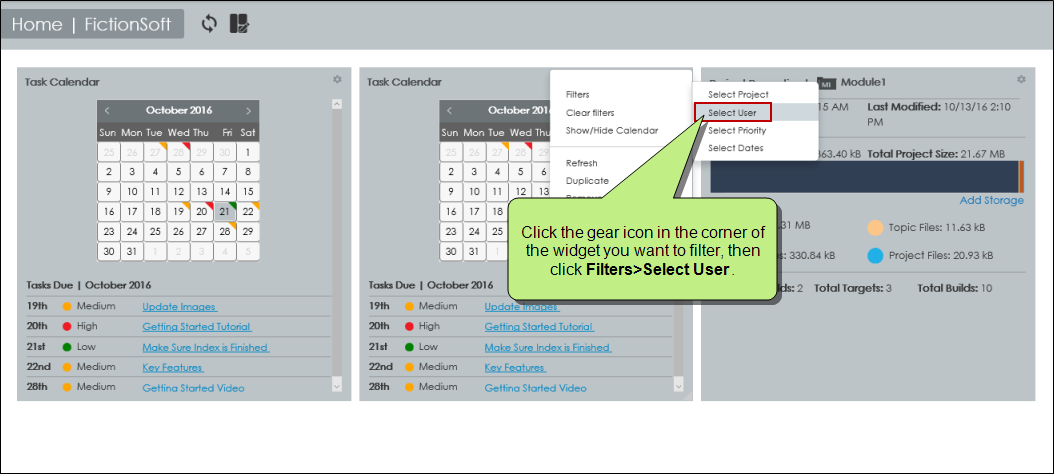 Home | FictionSoft
Task Calendar
October 2016
Sun Mon Tue Wed Thu Fri Sat
25 26 27 28 29 30 1
2 3 4 5 6 7 8
9 10 11 12 13 14 15
16 17 18 19 20 21 22
23 24 25 26 27 28 29
30 31 1 2 3 4 5
Tasks Due | October 2016
19th Medium Update Images
20th High Getting Started Tutorial
21st Low Make Sure Index is Finished
22nd Medium Key Features
28th Medium Getting Started Video
Task Calendar
October 2016
Sun Mon Tue Wed
25 26 27 28
2 3 4 5
9 10 11 12
16 17 18
23 24 25
30 31 1
Tasks Due | October 2016
19th Medium Update Images
20th High Getting Started Tutorial
21st Low Make Sure Index is Finished
22nd Medium Key Features
28th Medium Getting Started Video
Filters
Clear filters
Show/Hide Calendar
Refresh
Duplicate
Select Project
Select User
Select Priority
Select Dates
Click the gear icon in the corner of
the widget you want to filter, then
click Filters>Select User.
MI Module1
15 AM Last Modified: 10/13/16 2:10
PM
363.40 kB Total Project Size: 21.67 MB
Add Storage
.31 MB Topic Files: 11.63 kB
330.84 kB Project Files: 20.93 kB
2 Total Targets: 3 Total Builds: 10